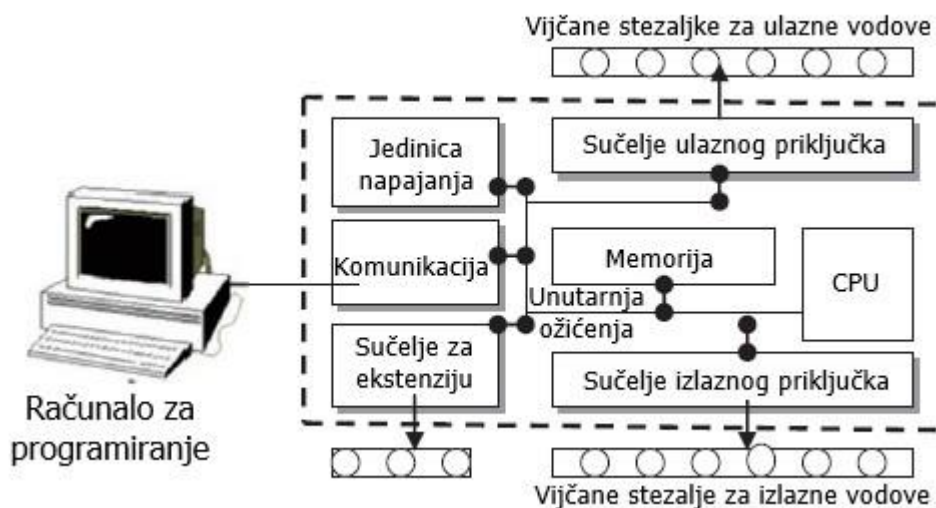 Vijčane stezaljke za ulazne vodove
Jedinica
napajanja
Sučelje ulaznog priključka
Komunikacija
Memorija
CPU
Unutarnja
ožićenja
Sučelje za
ekstenziju
Sučelje izlaznog priključka
Računalo za
programiranje
Vijčane stezalje za izlazne vodove